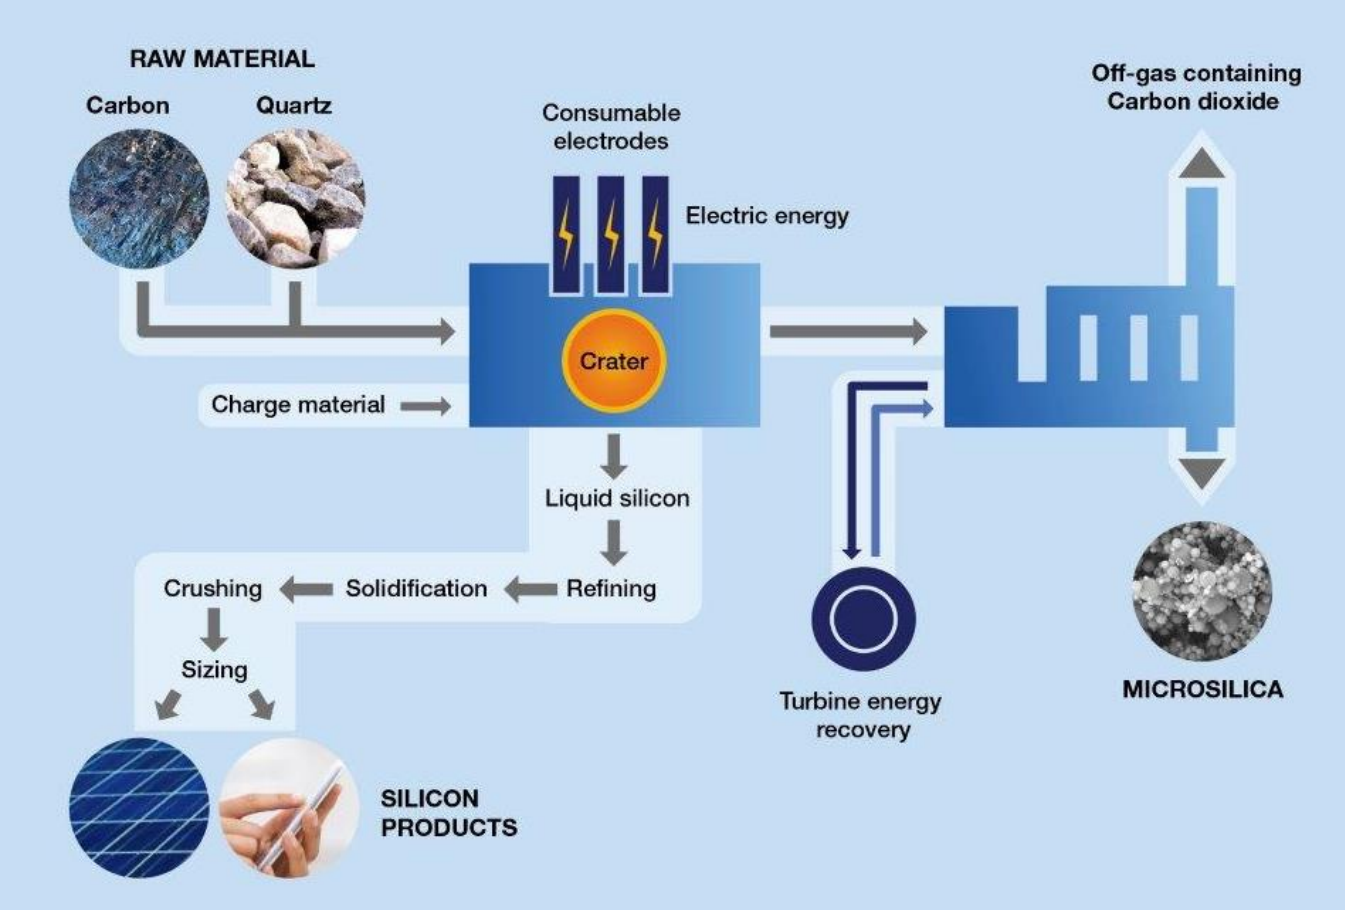 RAW MATERIAL
Carbon
Quartz
Consumable
electrodes
Electric energy
Off-gas containing
Carbon dioxide
Crater
Charge material
Liquid silicon
Refining
Solidification
Crushing
Sizing
SILICON
PRODUCTS
Turbine energy
recovery
MICROSILICA